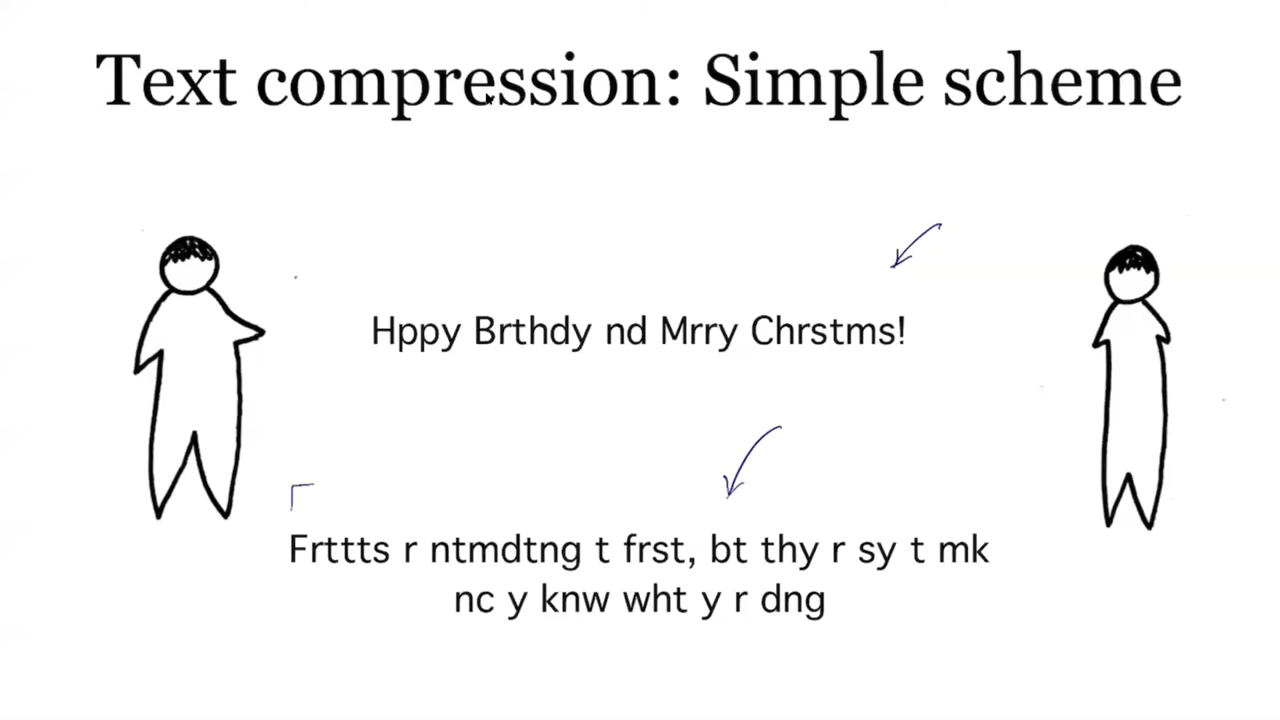 Text compression: Simple scheme
Hppy Brthdy nd Mrry Chrstms!
Frttts r ntmdtng t frst, bt thy r sy t mk
nc y knw wht y r dng